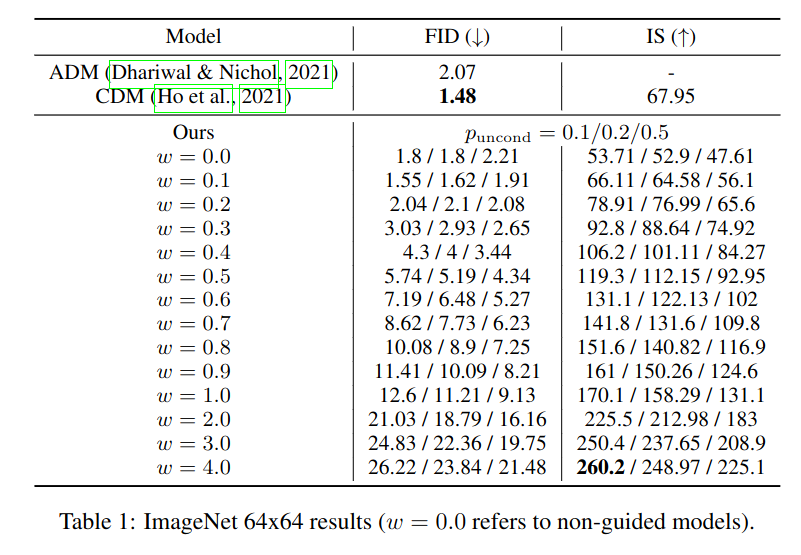 Model FID (↓) IS (↑)
ADM (Dhariwal & Nichol, 2021) 2.07 -
CDM (Ho et al., 2021) 1.48 67.95
Ours p_uncond = 0.1/0.2/0.5
w = 0.0 1.8 / 1.8 / 2.21 53.71 / 52.9 / 47.61
w = 0.1 1.55 / 1.62 / 1.91 66.11 / 64.58 / 56.1
w = 0.2 2.04 / 2.1 / 2.08 78.91 / 76.99 / 65.6
w = 0.3 3.03 / 2.93 / 2.65 92.8 / 88.64 / 74.92
w = 0.4 4.3 / 4 / 3.44 106.2 / 101.11 / 84.27
w = 0.5 5.74 / 5.19 / 4.34 119.3 / 112.15 / 92.95
w = 0.6 7.19 / 6.48 / 5.27 131.1 / 122.13 / 102
w = 0.7 8.62 / 7.73 / 6.23 141.8 / 131.6 / 109.8
w = 0.8 10.08 / 8.9 / 7.25 151.6 / 140.82 / 116.9
w = 0.9 11.41 / 10.09 / 8.21 161 / 150.26 / 124.6
w = 1.0 12.6 / 11.21 / 9.13 170.1 / 158.29 / 131.1
w = 2.0 21.03 / 18.79 / 16.16 225.5 / 212.98 / 183
w = 3.0 24.83 / 22.36 / 19.75 250.4 / 237.65 / 208.9
w = 4.0 26.22 / 23.84 / 21.48 260.2 / 248.97 / 225.1
Table 1: ImageNet 64x64 results (w = 0.0 refers to non-guided models).